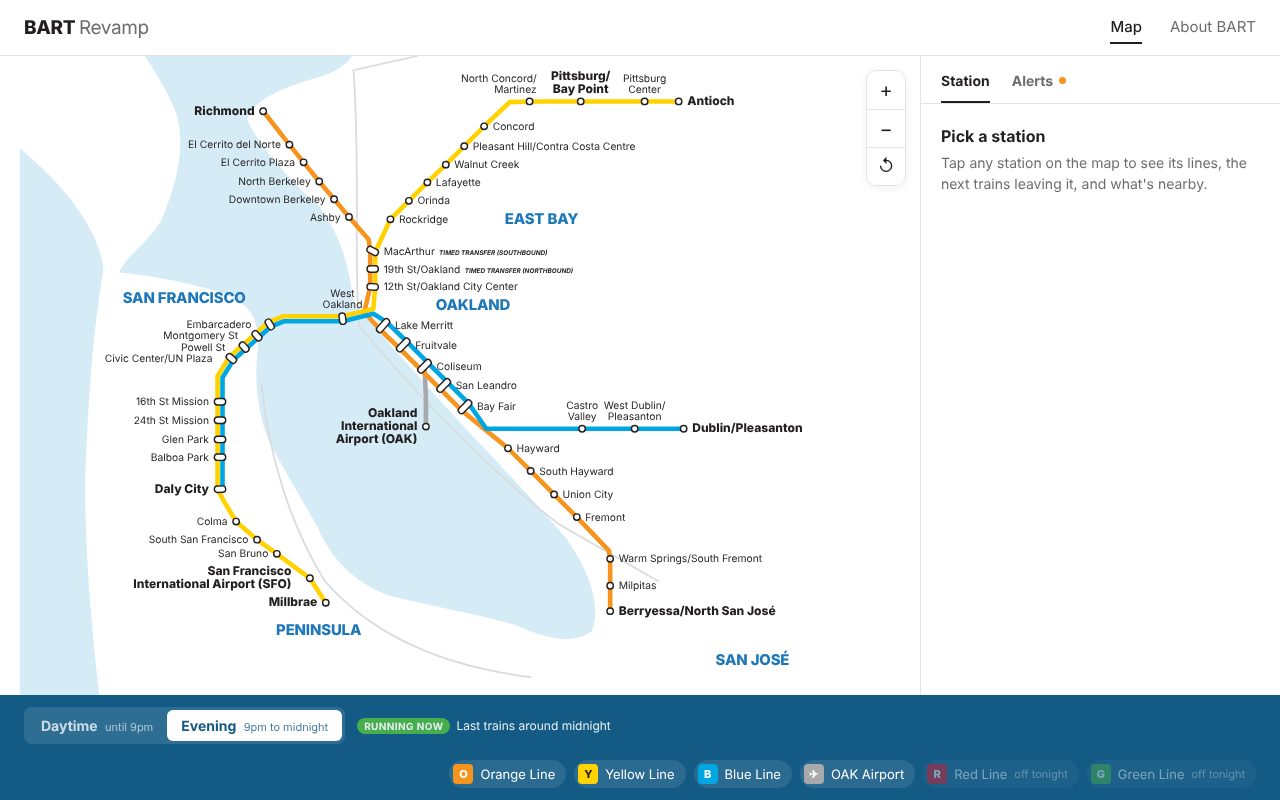 BART Revamp
Map
About BART
Station
Alerts
Pick a station
Tap any station on the map to see its lines, the
next trains leaving it, and what's nearby.
+
−
North Concord/
Martinez
Pittsburg/
Bay Point
Pittsburg
Center
Antioch
Richmond
Concord
El Cerrito del Norte
Pleasant Hill/Contra Costa Centre
El Cerrito Plaza
Walnut Creek
North Berkeley
Lafayette
Downtown Berkeley
Orinda
Ashby
Rockridge
EAST BAY
MacArthur TIMED TRANSFER (SOUTHBOUND)
19th St/Oakland TIMED TRANSFER (NORTHBOUND)
12th St/Oakland City Center
West
Oakland
SAN FRANCISCO
OAKLAND
Embarcadero
Montgomery St
Powell St
Civic Center/UN Plaza
Lake Merritt
Fruitvale
Coliseum
San Leandro
Bay Fair
16th St Mission
24th St Mission
Glen Park
Balboa Park
Oakland
International
Airport (OAK)
Castro
Valley
West Dublin/
Pleasanton
Dublin/Pleasanton
Hayward
South Hayward
Union City
Fremont
Daly City
Colma
South San Francisco
San Bruno
San Francisco
International Airport (SFO)
Millbrae
Warm Springs/South Fremont
Milpitas
Berryessa/North San José
PENINSULA
SAN JOSÉ
Daytime until 9pm
Evening 9pm to midnight
RUNNING NOW
Last trains around midnight
O Orange Line
Y Yellow Line
B Blue Line
✈ OAK Airport
R Red Line off tonight
G Green Line off tonight